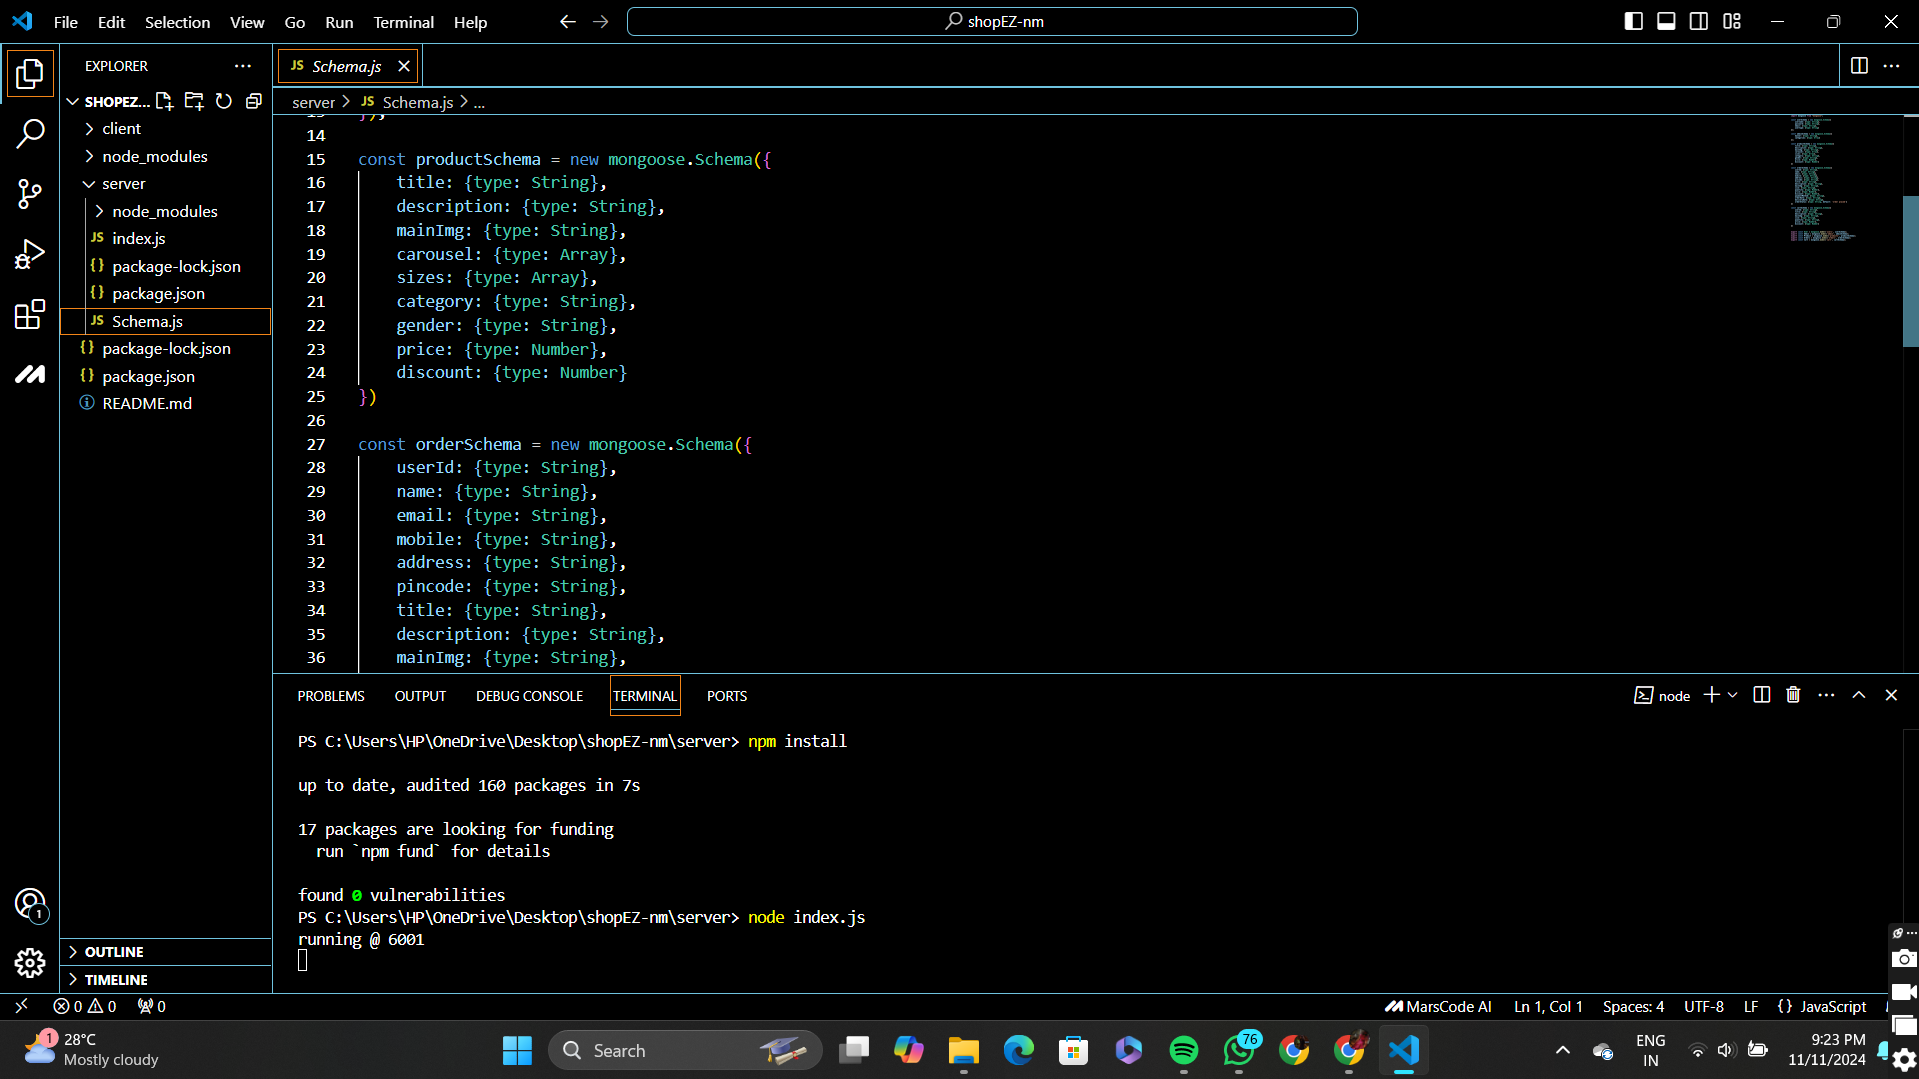 File Edit Selection View Go Run Terminal Help
shopEZ-nm
EXPLORER
SHOPEZ...
client
node_modules
server
node_modules
JS index.js
{} package-lock.json
{} package.json
JS Schema.js
{} package-lock.json
{} package.json
README.md
OUTLINE
TIMELINE
JS Schema.js
server > JS Schema.js > ...
13 });
14
15 const productSchema = new mongoose.Schema({
16 title: {type: String},
17 description: {type: String},
18 mainImg: {type: String},
19 carousel: {type: Array},
20 sizes: {type: Array},
21 category: {type: String},
22 gender: {type: String},
23 price: {type: Number},
24 discount: {type: Number}
25 })
26
27 const orderSchema = new mongoose.Schema({
28 userId: {type: String},
29 name: {type: String},
30 email: {type: String},
31 mobile: {type: String},
32 address: {type: String},
33 pincode: {type: String},
34 title: {type: String},
35 description: {type: String},
36 mainImg: {type: String},
PROBLEMS OUTPUT DEBUG CONSOLE TERMINAL PORTS
node
PS C:\Users\HP\OneDrive\Desktop\shopEZ-nm\server> npm install
up to date, audited 160 packages in 7s
17 packages are looking for funding
run `npm fund` for details
found 0 vulnerabilities
PS C:\Users\HP\OneDrive\Desktop\shopEZ-nm\server> node index.js
running @ 6001
1
0 0 0
MarsCode AI Ln 1, Col 1 Spaces: 4 UTF-8 LF {} JavaScript
1
28°C
Mostly cloudy
Search
76
ENG
IN
9:23 PM
11/11/2024